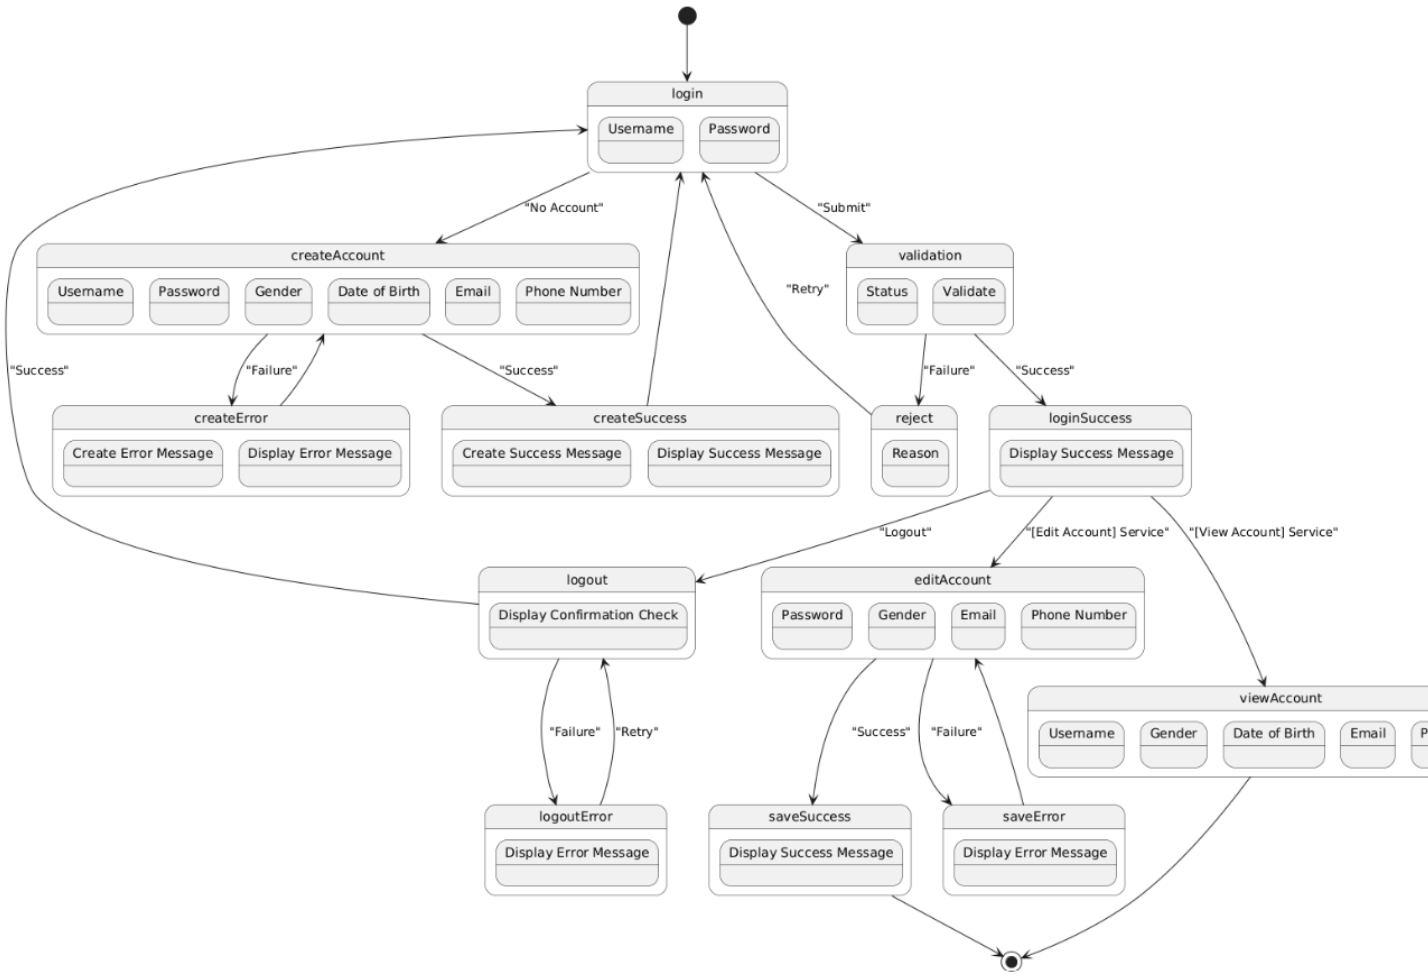 login
Username
Password
"No Account"
"Submit"
createAccount
Username
Password
Gender
Date of Birth
Email
Phone Number
"Retry"
validation
Status
Validate
"Success"
"Failure"
"Success"
"Failure"
"Success"
createError
Create Error Message
Display Error Message
createSuccess
Create Success Message
Display Success Message
reject
Reason
loginSuccess
Display Success Message
"Logout"
"[Edit Account] Service"
"[View Account] Service"
logout
Display Confirmation Check
editAccount
Password
Gender
Email
Phone Number
viewAccount
Username
Gender
Date of Birth
Email
P
"Failure"
"Retry"
"Success"
"Failure"
logoutError
Display Error Message
saveSuccess
Display Success Message
saveError
Display Error Message